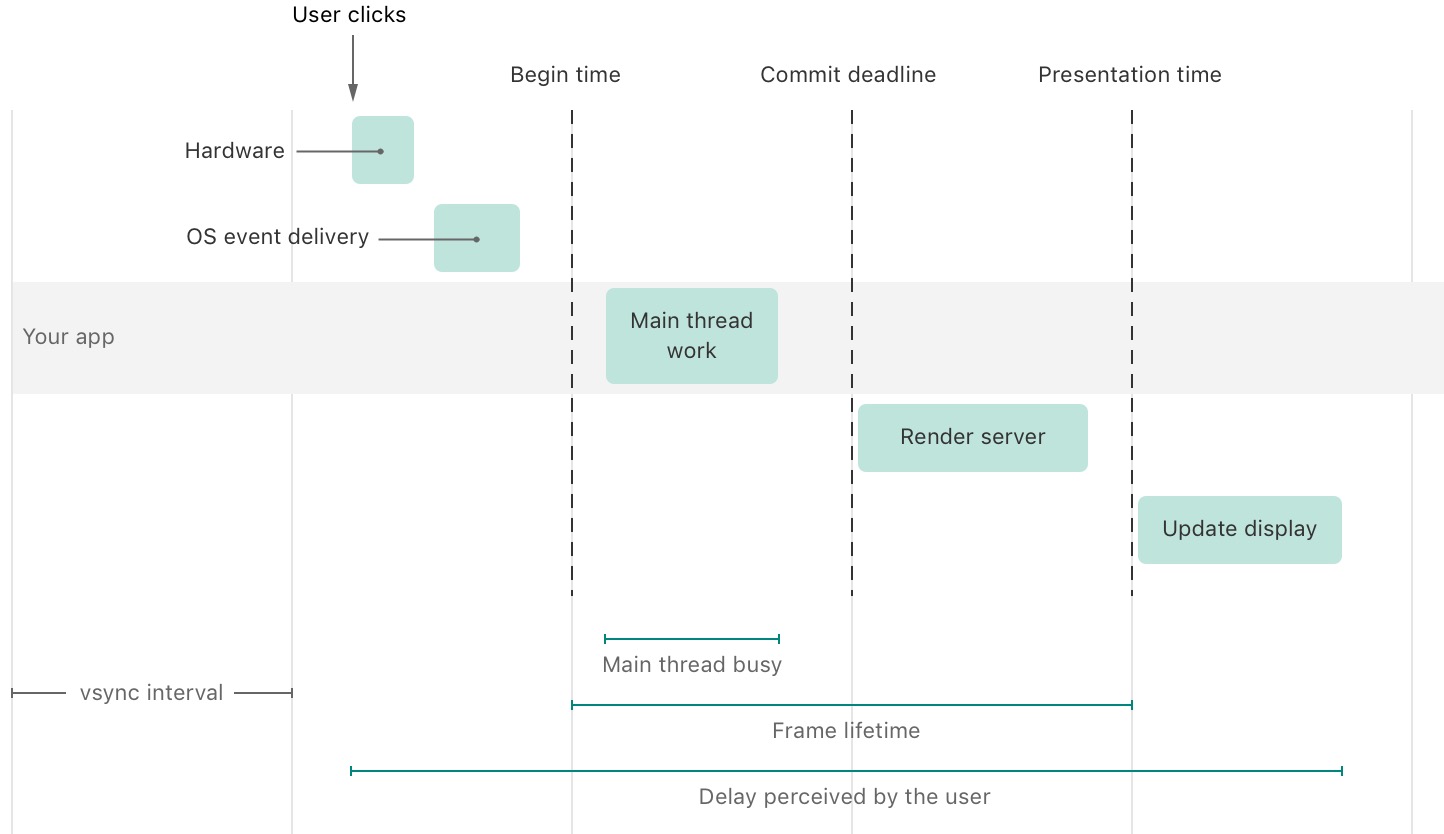 User clicks
Begin time
Commit deadline
Presentation time
Hardware
OS event delivery
Your app
Main thread
work
Render server
Update display
Main thread busy
vsync interval
Frame lifetime
Delay perceived by the user